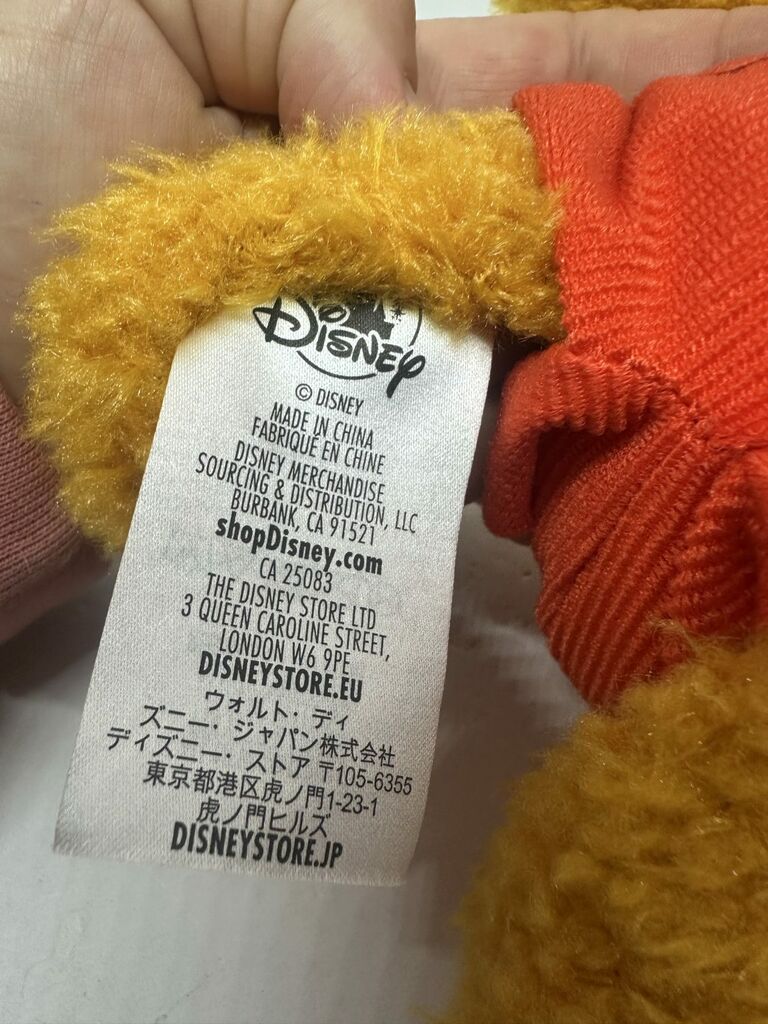 Disney
© DISNEY
MADE IN CHINA
FABRIQUÉ EN CHINE
DISNEY MERCHANDISE
SOURCING & DISTRIBUTION, LLC
BURBANK, CA 91521
shopDisney.com
CA 25083
THE DISNEY STORE LTD
3 QUEEN CAROLINE STREET,
LONDON W6 9PE
DISNEYSTORE.EU
ウォルト・ディ
ズニー・ジャパン株式会社
ディズニー・ストア 〒105-6355
東京都港区虎ノ門1-23-1
虎ノ門ヒルズ
DISNEYSTORE.JP